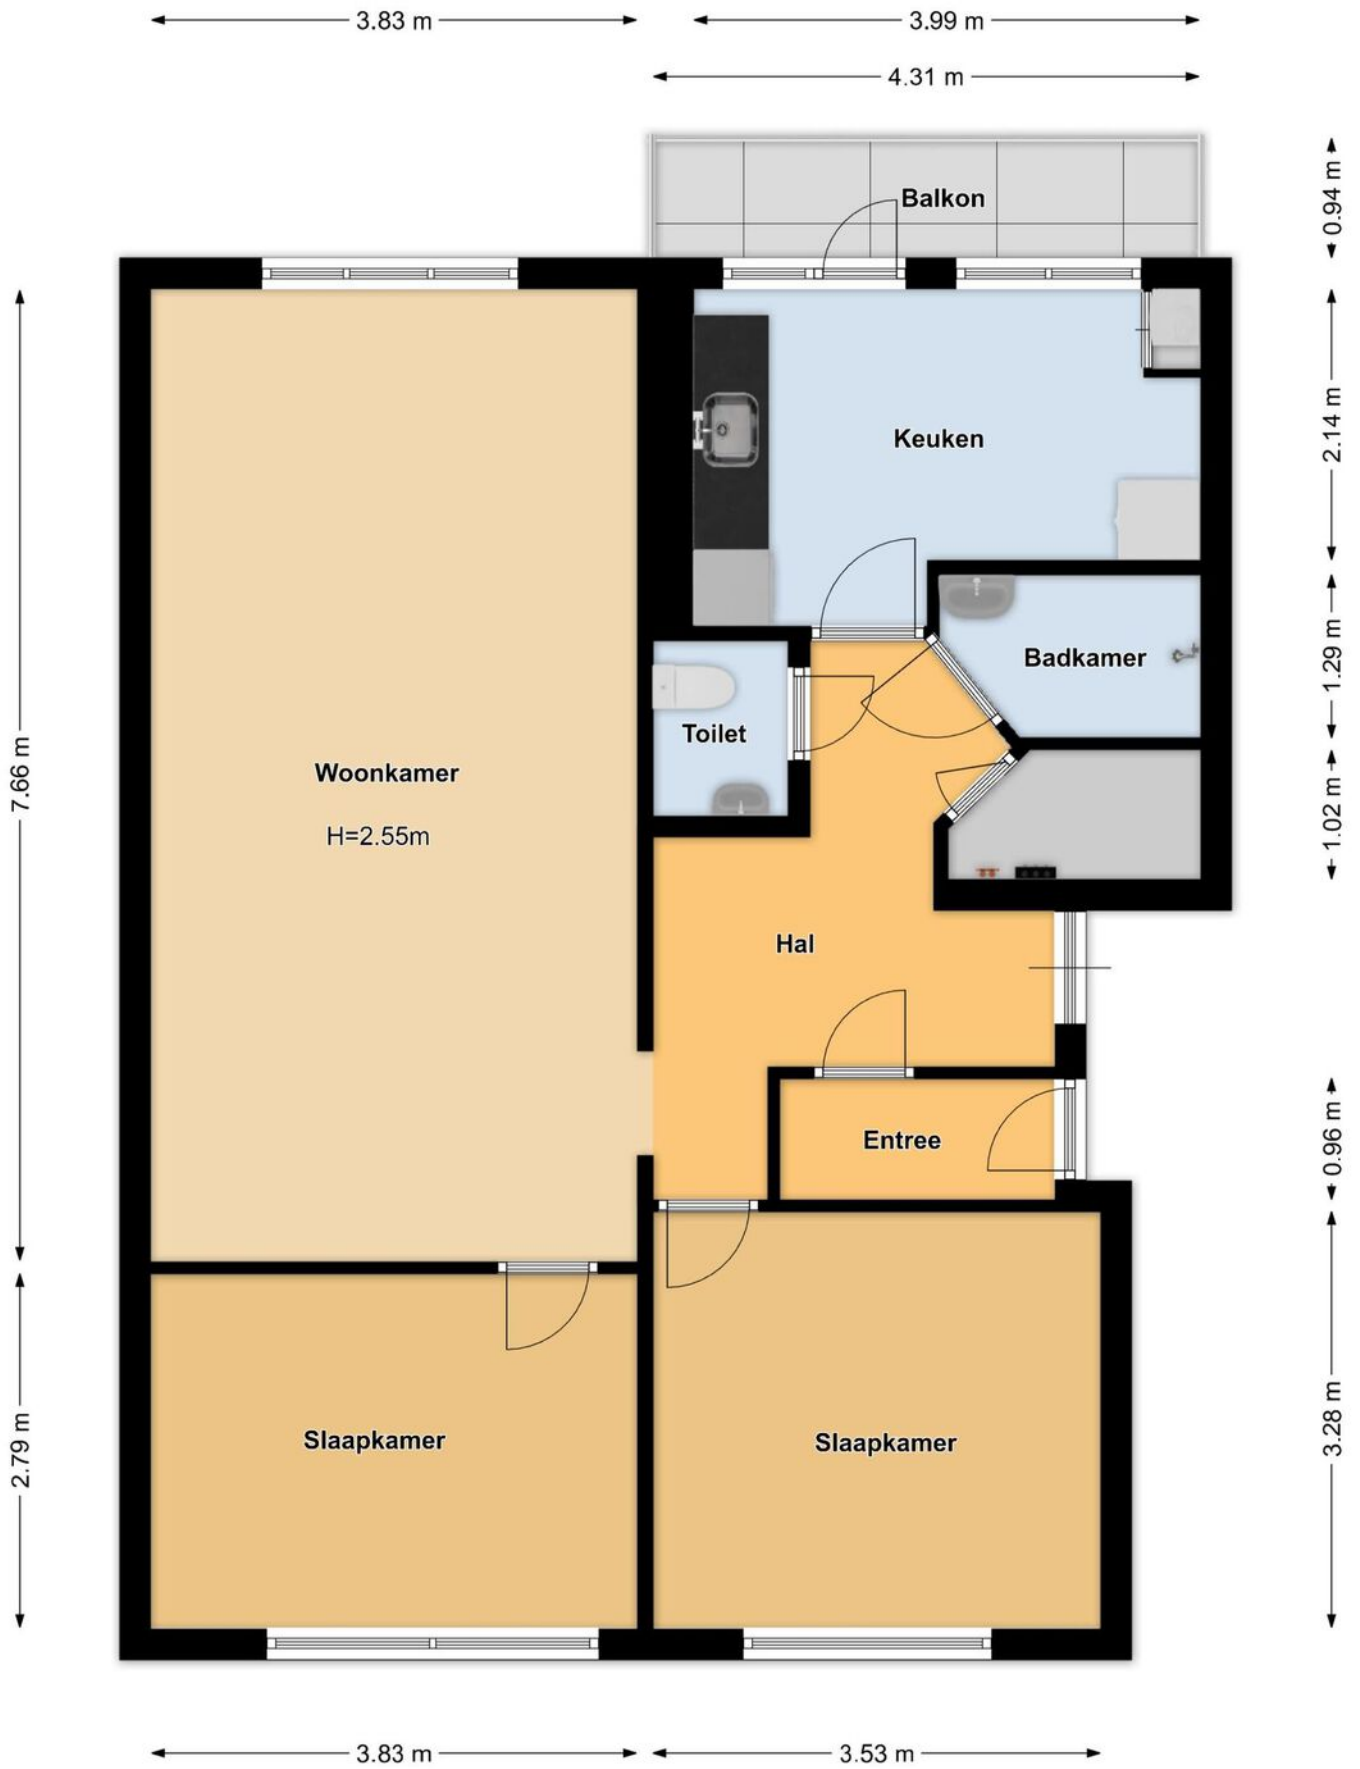 3.83 m
3.99 m
4.31 m
0.94 m
Balkon
2.14 m
Keuken
1.29 m
Badkamer
Toilet
7.66 m
Woonkamer
H=2.55m
1.02 m
Hal
0.96 m
Entree
2.79 m
Slaapkamer
Slaapkamer
3.28 m
3.83 m
3.53 m